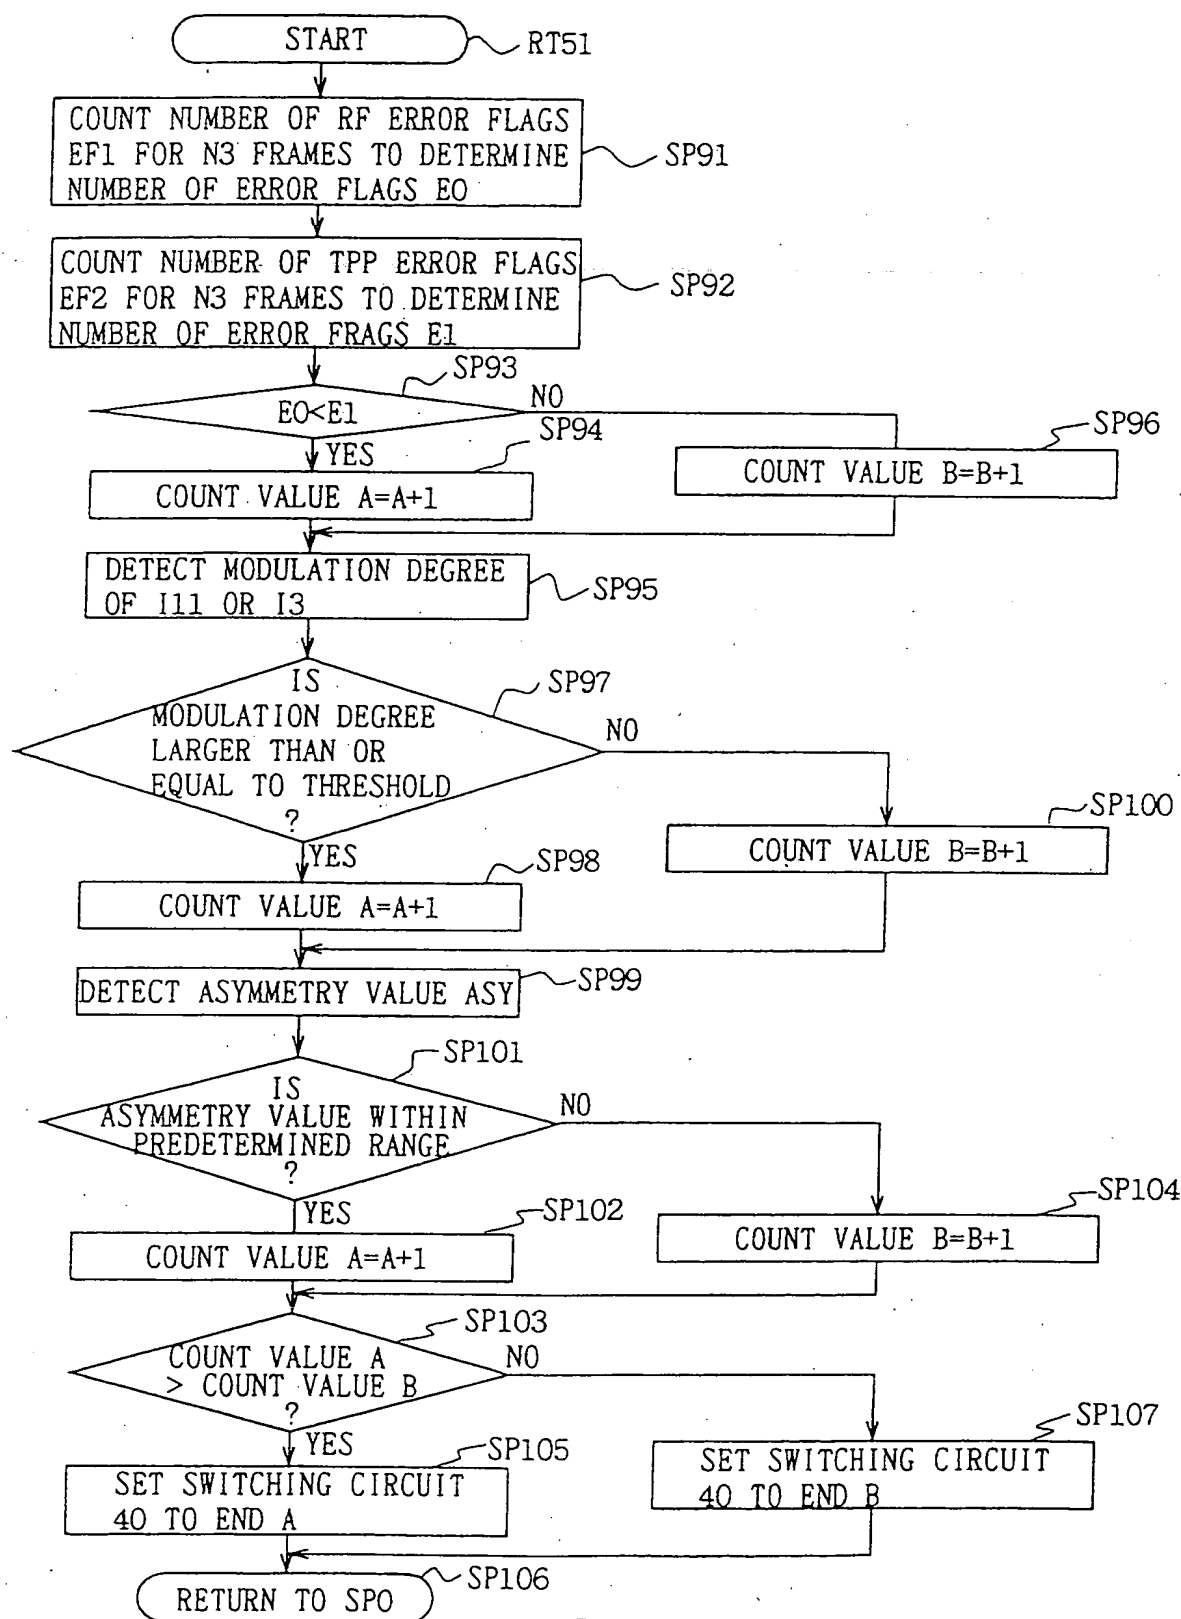 START
RT51
COUNT NUMBER OF RF ERROR FLAGS
EF1 FOR N3 FRAMES TO DETERMINE
NUMBER OF ERROR FLAGS E0
SP91
COUNT NUMBER OF TPP ERROR FLAGS
EF2 FOR N3 FRAMES TO DETERMINE
NUMBER OF ERROR FRAGS E1
SP92
SP93
E0<E1
NO
YES
SP94
SP96
COUNT VALUE A=A+1
COUNT VALUE B=B+1
DETECT MODULATION DEGREE
OF I11 OR I3
SP95
IS
MODULATION DEGREE
LARGER THAN OR
EQUAL TO THRESHOLD
?
SP97
NO
YES
SP98
SP100
COUNT VALUE A=A+1
COUNT VALUE B=B+1
DETECT ASYMMETRY VALUE ASY
SP99
SP101
IS
ASYMMETRY VALUE WITHIN
PREDETERMINED RANGE
?
NO
YES
SP102
SP104
COUNT VALUE A=A+1
COUNT VALUE B=B+1
SP103
COUNT VALUE A
> COUNT VALUE B
?
NO
YES
SP105
SP107
SET SWITCHING CIRCUIT
40 TO END A
SET SWITCHING CIRCUIT
40 TO END B
RETURN TO SP0
SP106